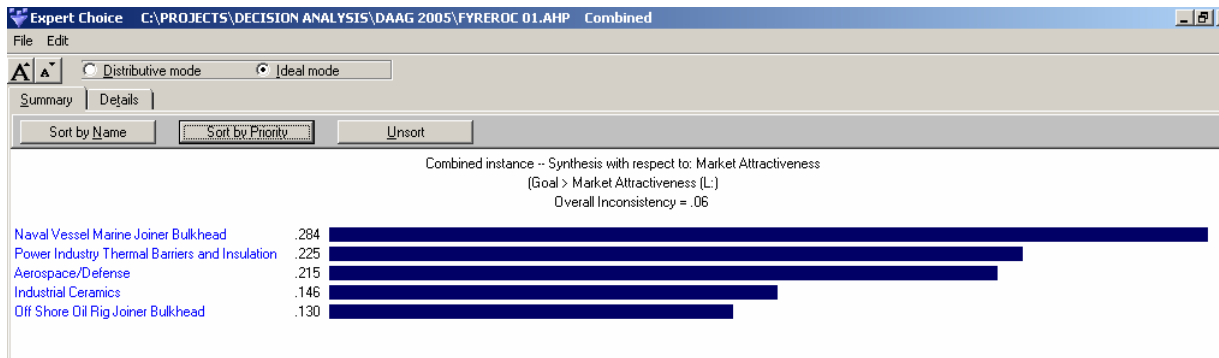 Expert Choice C:\PROJECTS\DECISION ANALYSIS\DAAG 2005\FYREROC 01.AHP Combined
File Edit
A A Distributive mode Ideal mode
Summary Details
Sort by Name Sort by Priority Unsort
Combined instance -- Synthesis with respect to: Market Attractiveness
(Goal > Market Attractiveness (L:)
Overall Inconsistency = .06
Naval Vessel Marine Joiner Bulkhead .284
Power Industry Thermal Barriers and Insulation .225
Aerospace/Defense .215
Industrial Ceramics .146
Off Shore Oil Rig Joiner Bulkhead .130